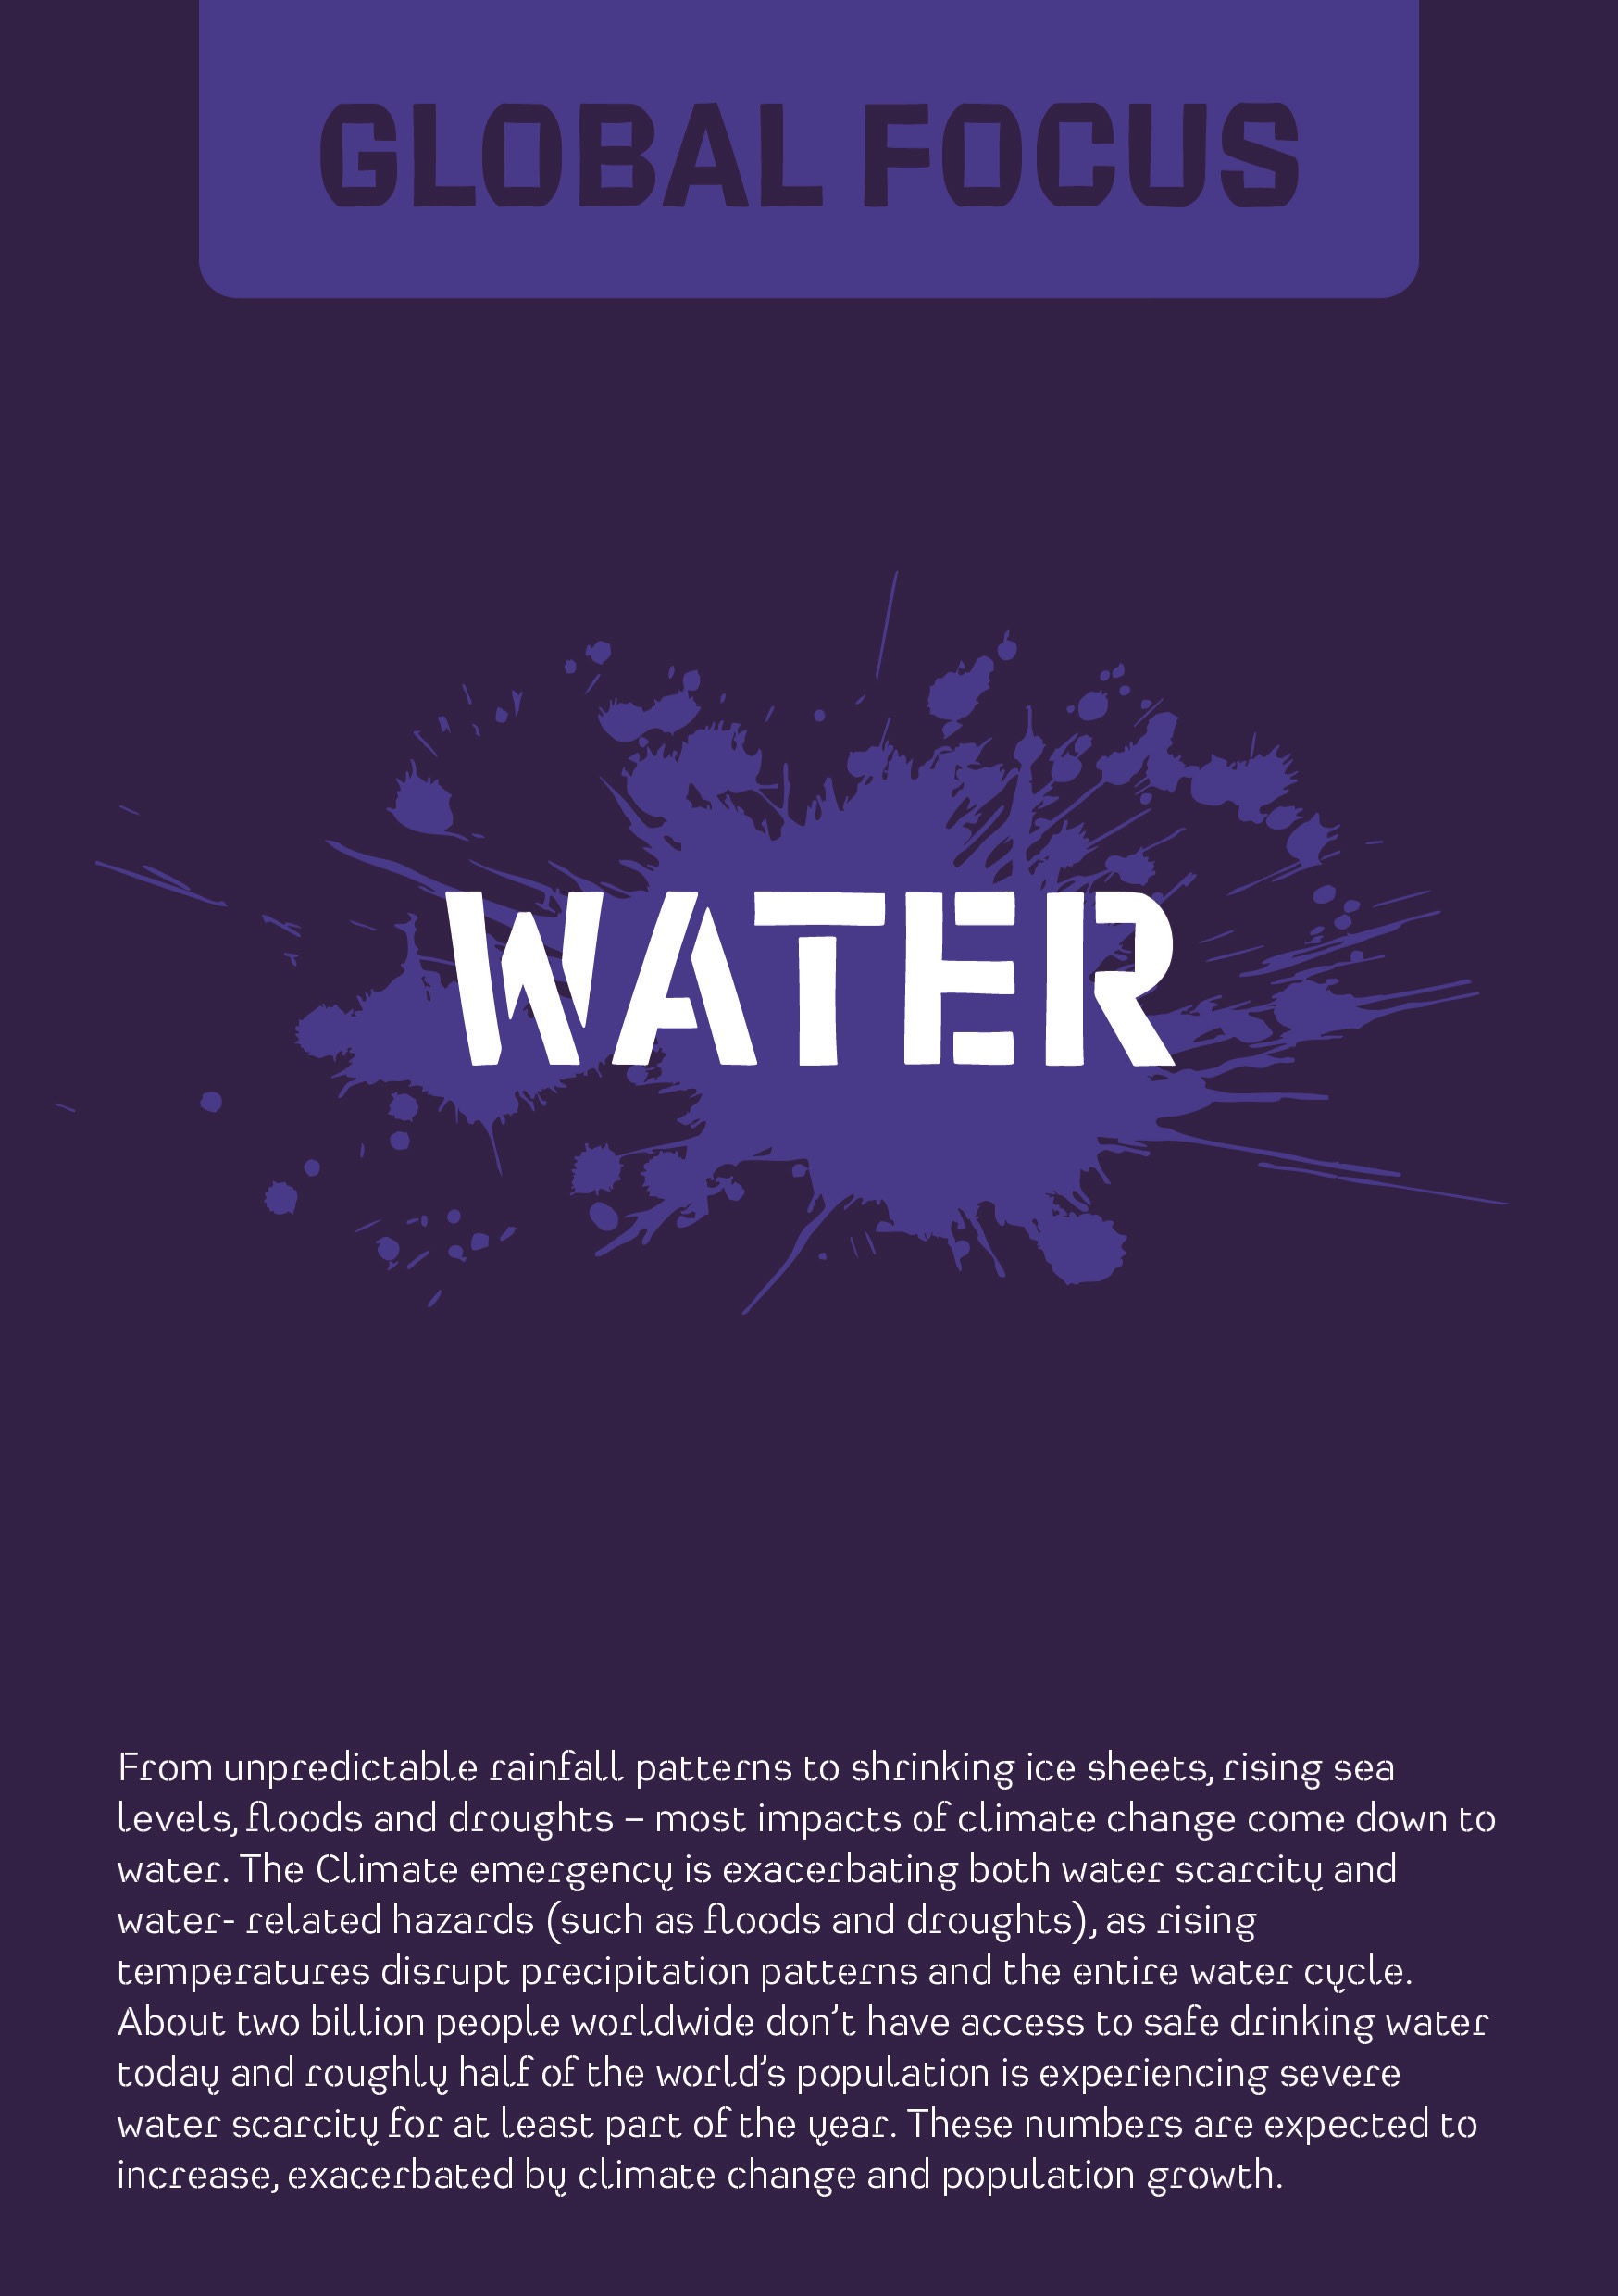 GLOBAL FOCUS
WATER
From unpredictable rainfall patterns to shrinking ice sheets, rising sea
levels, floods and droughts – most impacts of climate change come down to
water. The Climate emergency is exacerbating both water scarcity and
water- related hazards (such as floods and droughts), as rising
temperatures disrupt precipitation patterns and the entire water cycle.
About two billion people worldwide don’t have access to safe drinking water
today and roughly half of the world’s population is experiencing severe
water scarcity for at least part of the year. These numbers are expected to
increase, exacerbated by climate change and population growth.